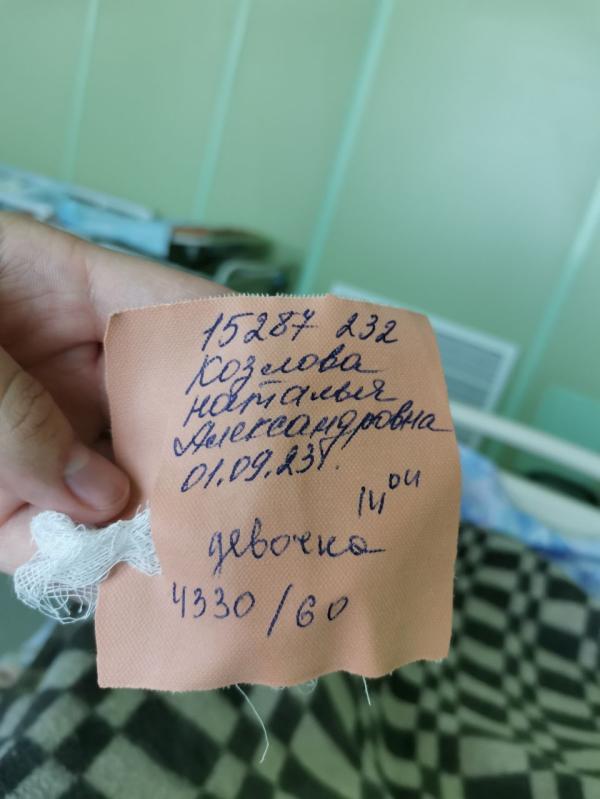 15287 232
Козлова
Наталья
Александровна
01.09.23г.
14⁰⁴
девочка
4330/60